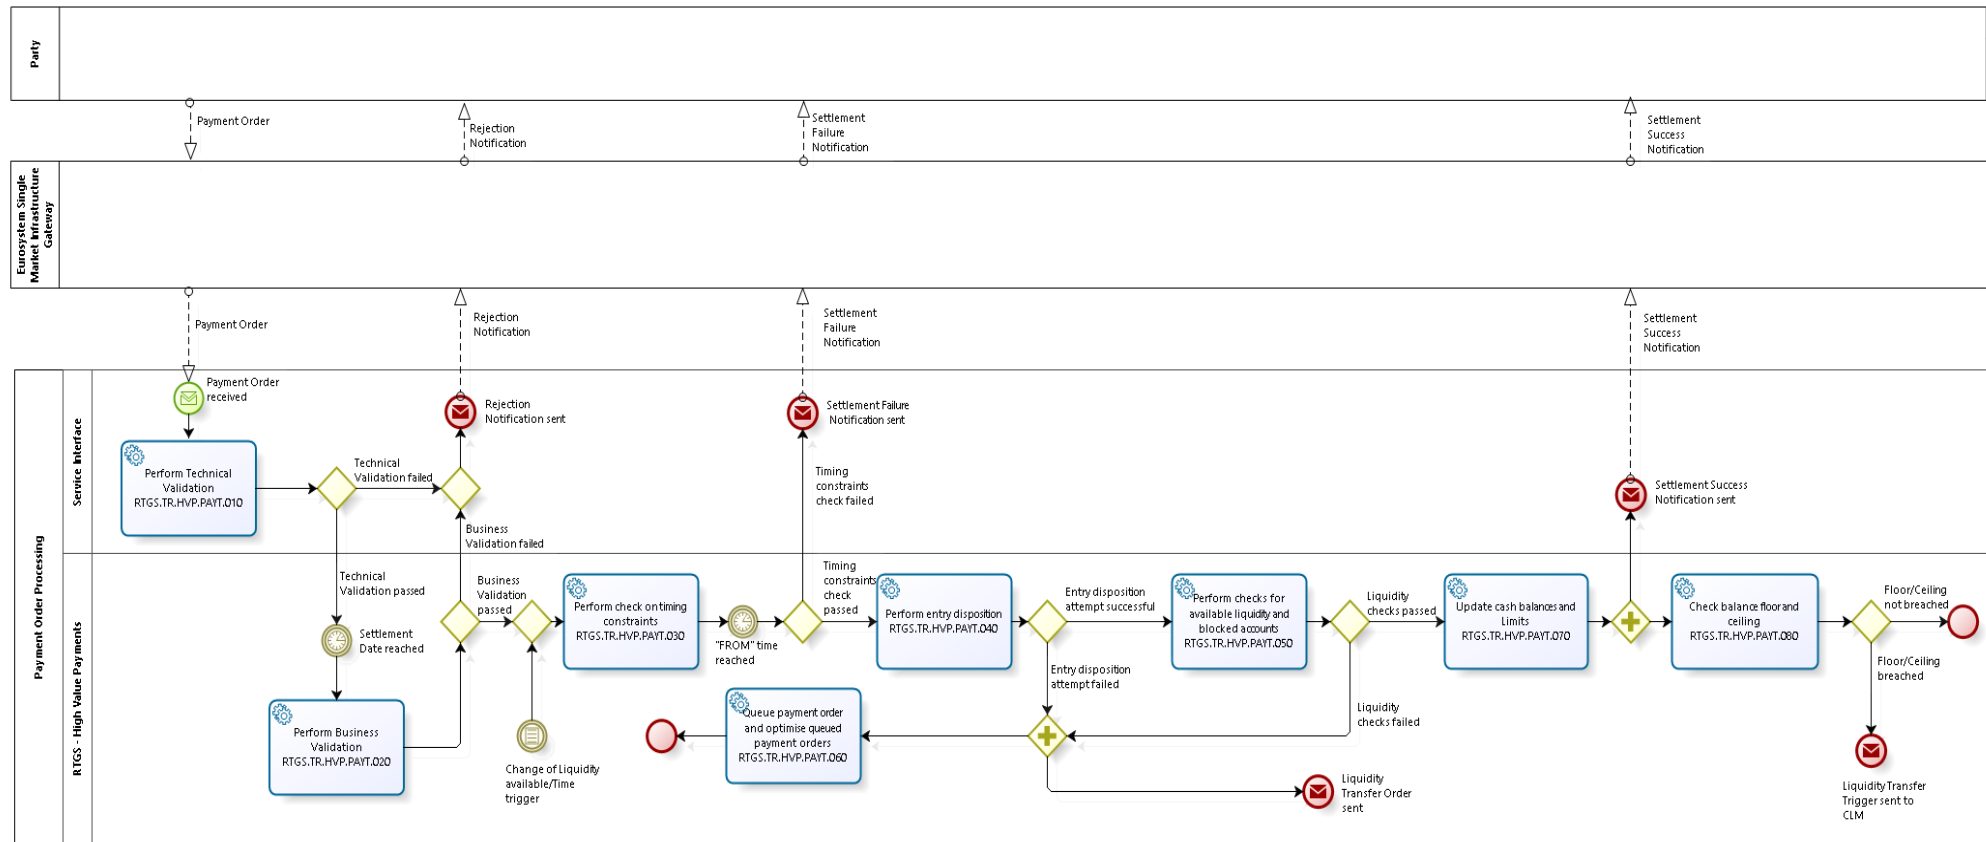 Party
Payment Order
Rejection
Notification
Settlement
Failure
Notification
Settlement
Success
Notification
Eurosystem Single
Market Infrastructure
Gateway
Payment Order
Rejection
Notification
Settlement
Failure
Notification
Settlement
Success
Notification
Payment Order Processing
Service Interface
Payment Order
received
Rejection
Notification sent
Settlement Failure
Notification sent
Perform Technical
Validation
RTGS.TR.HVP.PAYT.010
Technical
Validation failed
Timing
constraints
check failed
Settlement Success
Notification sent
Business
Validation failed
RTGS - High Value Payments
Technical
Validation passed
Settlement
Date reached
Perform Business
Validation
RTGS.TR.HVP.PAYT.020
Business
Validation
passed
Change of Liquidity
available/Time
trigger
Perform check on timing
constraints
RTGS.TR.HVP.PAYT.030
"FROM" time
reached
Timing
constraints
check
passed
Perform entry disposition
RTGS.TR.HVP.PAYT.040
Entry disposition
attempt successful
Entry disposition
attempt failed
Perform checks for
available liquidity and
blocked accounts
RTGS.TR.HVP.PAYT.050
Liquidity
checks passed
Liquidity
checks failed
Queue payment order
and optimise queued
payment orders
RTGS.TR.HVP.PAYT.060
Liquidity
Transfer Order
sent
Update cash balances and
Limits
RTGS.TR.HVP.PAYT.070
Check balance floor and
ceiling
RTGS.TR.HVP.PAYT.080
Floor/Ceiling
not breached
Floor/Ceiling
breached
Liquidity Transfer
Trigger sent to
CLM